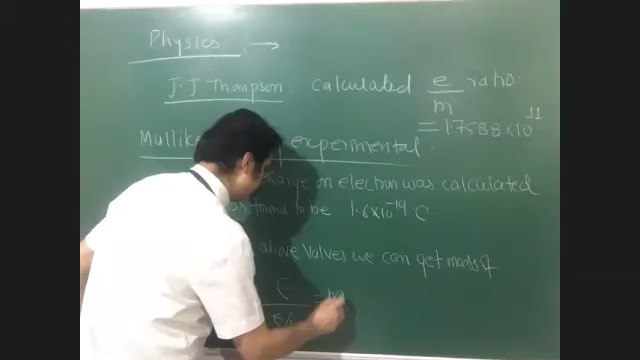 Physics →
J.J Thompson. calculated e/m ratio.
= 1.7588 × 10^11
experimental.
charge on electron was calculated
found to be 1.6×10^-19 C
above values we can get mass of
e
=